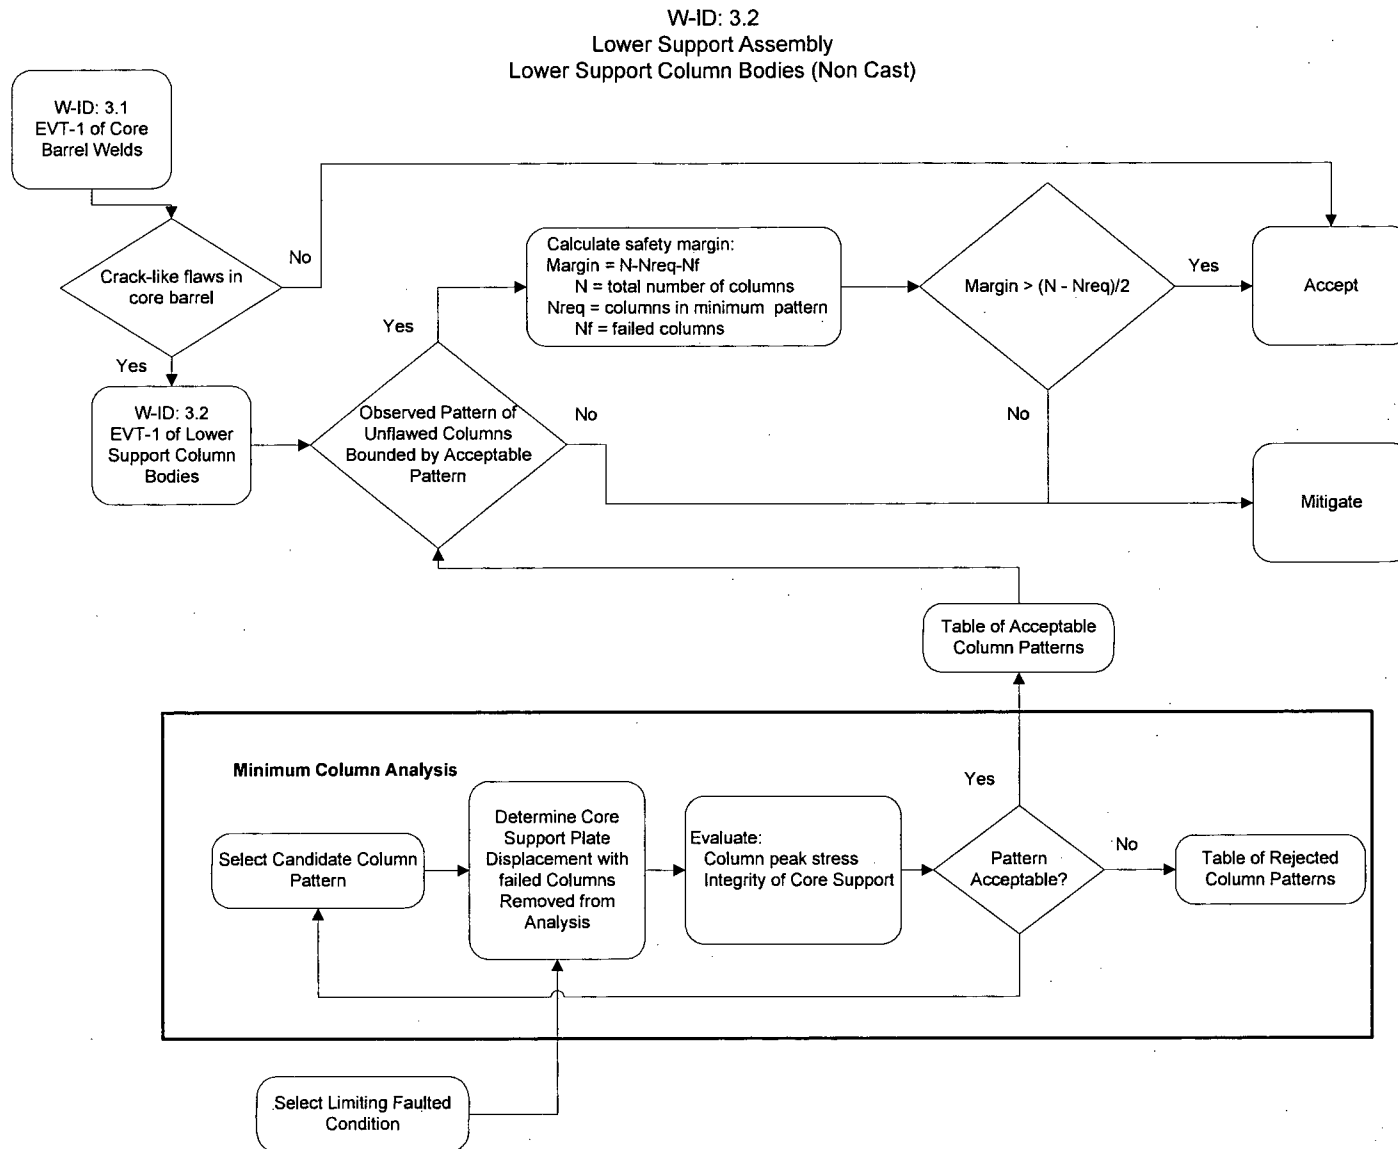 W-ID: 3.2
Lower Support Assembly
Lower Support Column Bodies (Non Cast)
W-ID: 3.1
EVT-1 of Core
Barrel Welds
Crack-like flaws in
core barrel
No
Yes
W-ID: 3.2
EVT-1 of Lower
Support Column
Bodies
Observed Pattern of
Unflawed Columns
Bounded by Acceptable
Pattern
Yes
No
Calculate safety margin:
Margin = N-Nreq-Nf
N = total number of columns
Nreq = columns in minimum pattern
Nf = failed columns
Margin > (N - Nreq)/2
Yes
No
Accept
Mitigate
Table of Acceptable
Column Patterns
Minimum Column Analysis
Select Candidate Column
Pattern
Determine Core
Support Plate
Displacement with
failed Columns
Removed from
Analysis
Evaluate:
Column peak stress
Integrity of Core Support
Pattern
Acceptable?
Yes
No
Table of Rejected
Column Patterns
Select Limiting Faulted
Condition